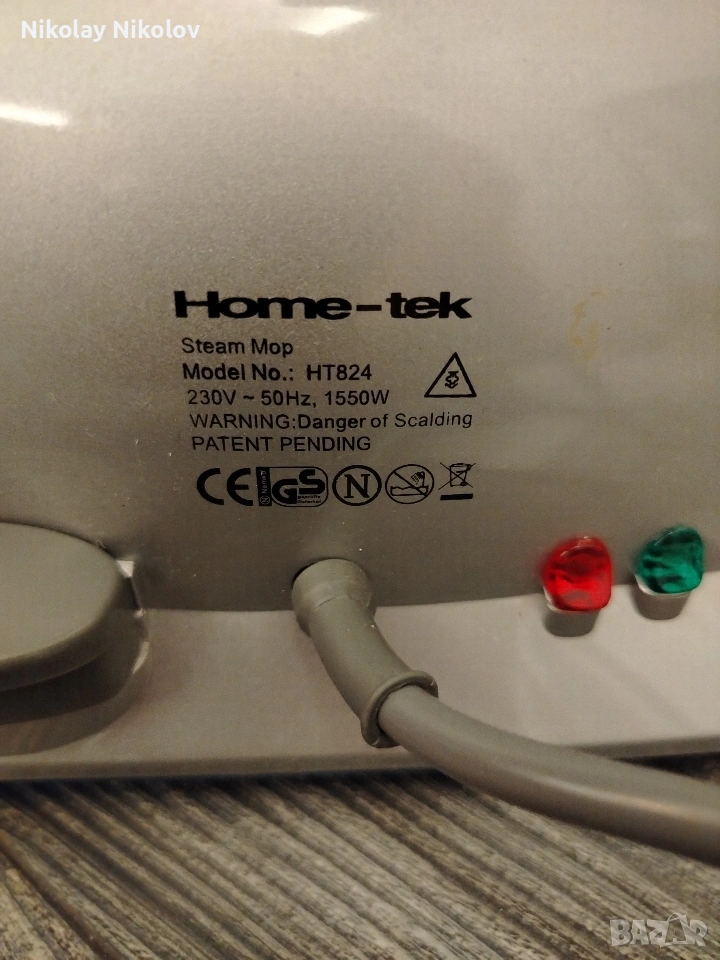 Nikolay Nikolov
Home-tek
Steam Mop
Model No.: HT824
230V ~ 50Hz, 1550W
WARNING:Danger of Scalding
PATENT PENDING
CE GS N
BAZAR